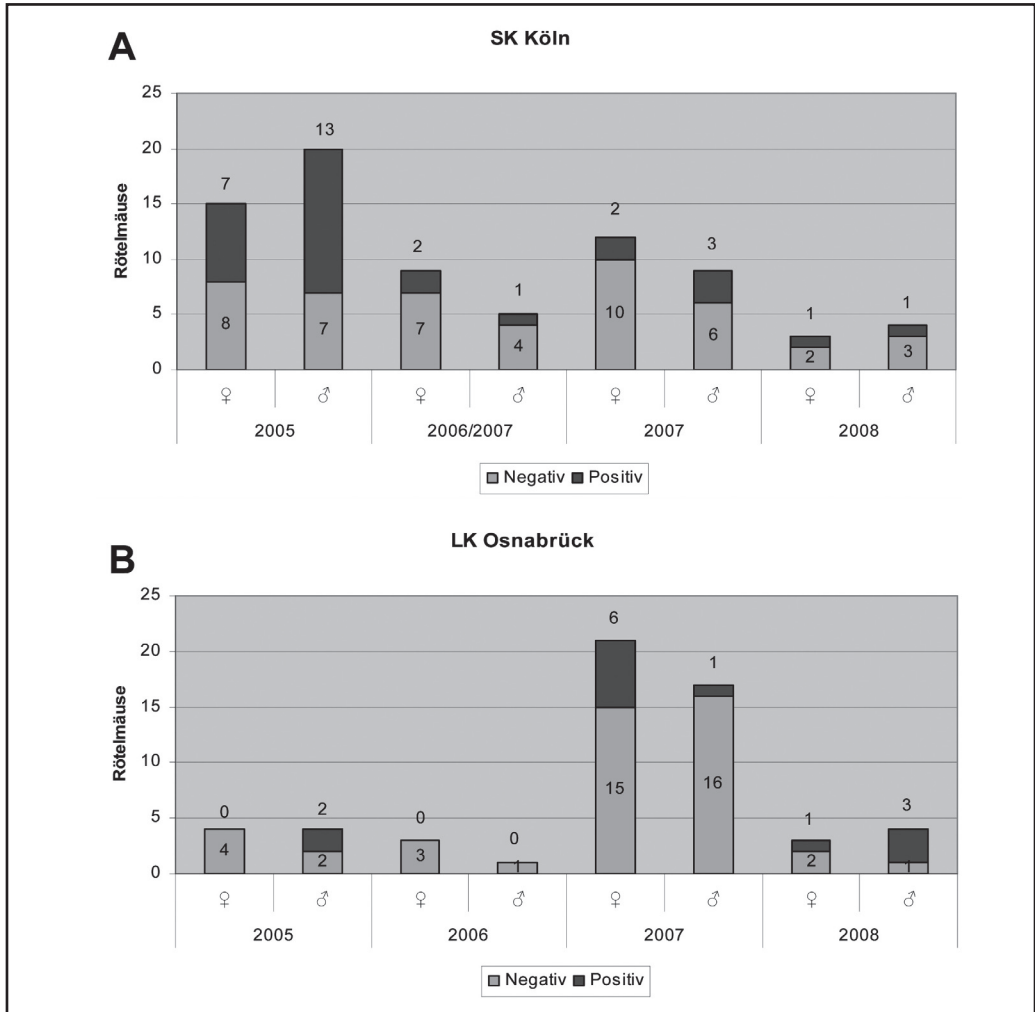 A
SK Köln
Rötelmäuse
25
20
15
10
5
0
7 13 2 1 2 3 1 1
8 7 7 4 10 6 2 3
♀ ♂ ♀ ♂ ♀ ♂ ♀ ♂
2005 2006/2007 2007 2008
Negativ Positiv
B
LK Osnabrück
Rötelmäuse
25
20
15
10
5
0
0 2 0 0 6 1 1 3
4 2 3 1 15 16 2 1
♀ ♂ ♀ ♂ ♀ ♂ ♀ ♂
2005 2006 2007 2008
Negativ Positiv